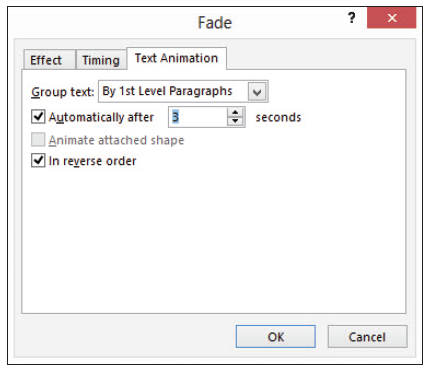 Fade ? ×
Effect Timing Text Animation
Group text: By 1st Level Paragraphs
Automatically after 3 seconds
Animate attached shape
In reverse order
OK Cancel